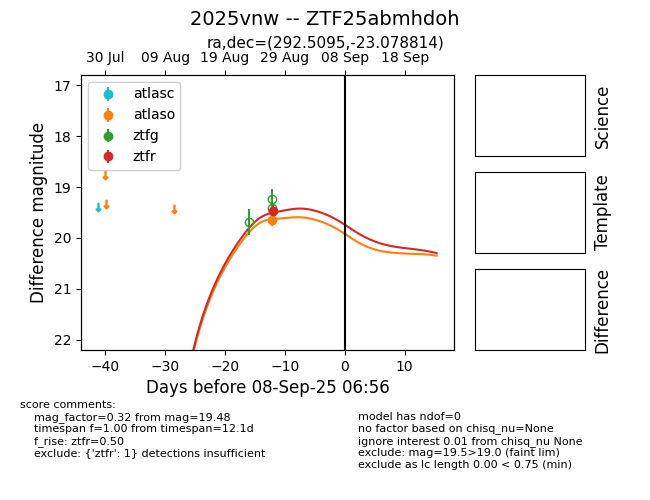 2025vnw -- ZTF25abmhdoh
ra,dec=(292.5095,-23.078814)
30 Jul 09 Aug 19 Aug 29 Aug 08 Sep 18 Sep
17
18
19
20
21
22
Difference magnitude
atlasc
atlaso
ztfg
ztfr
−40 −30 −20 −10 0 10
Days before 08-Sep-25 06:56
Science
Template
Difference
score comments:
mag_factor=0.32 from mag=19.48
timespan f=1.00 from timespan=12.1d
f_rise: ztfr=0.50
exclude: {'ztfr': 1} detections insufficient
model has ndof=0
no factor based on chisq_nu=None
ignore interest 0.01 from chisq_nu None
exclude: mag=19.5>19.0 (faint lim)
exclude as lc length 0.00 < 0.75 (min)